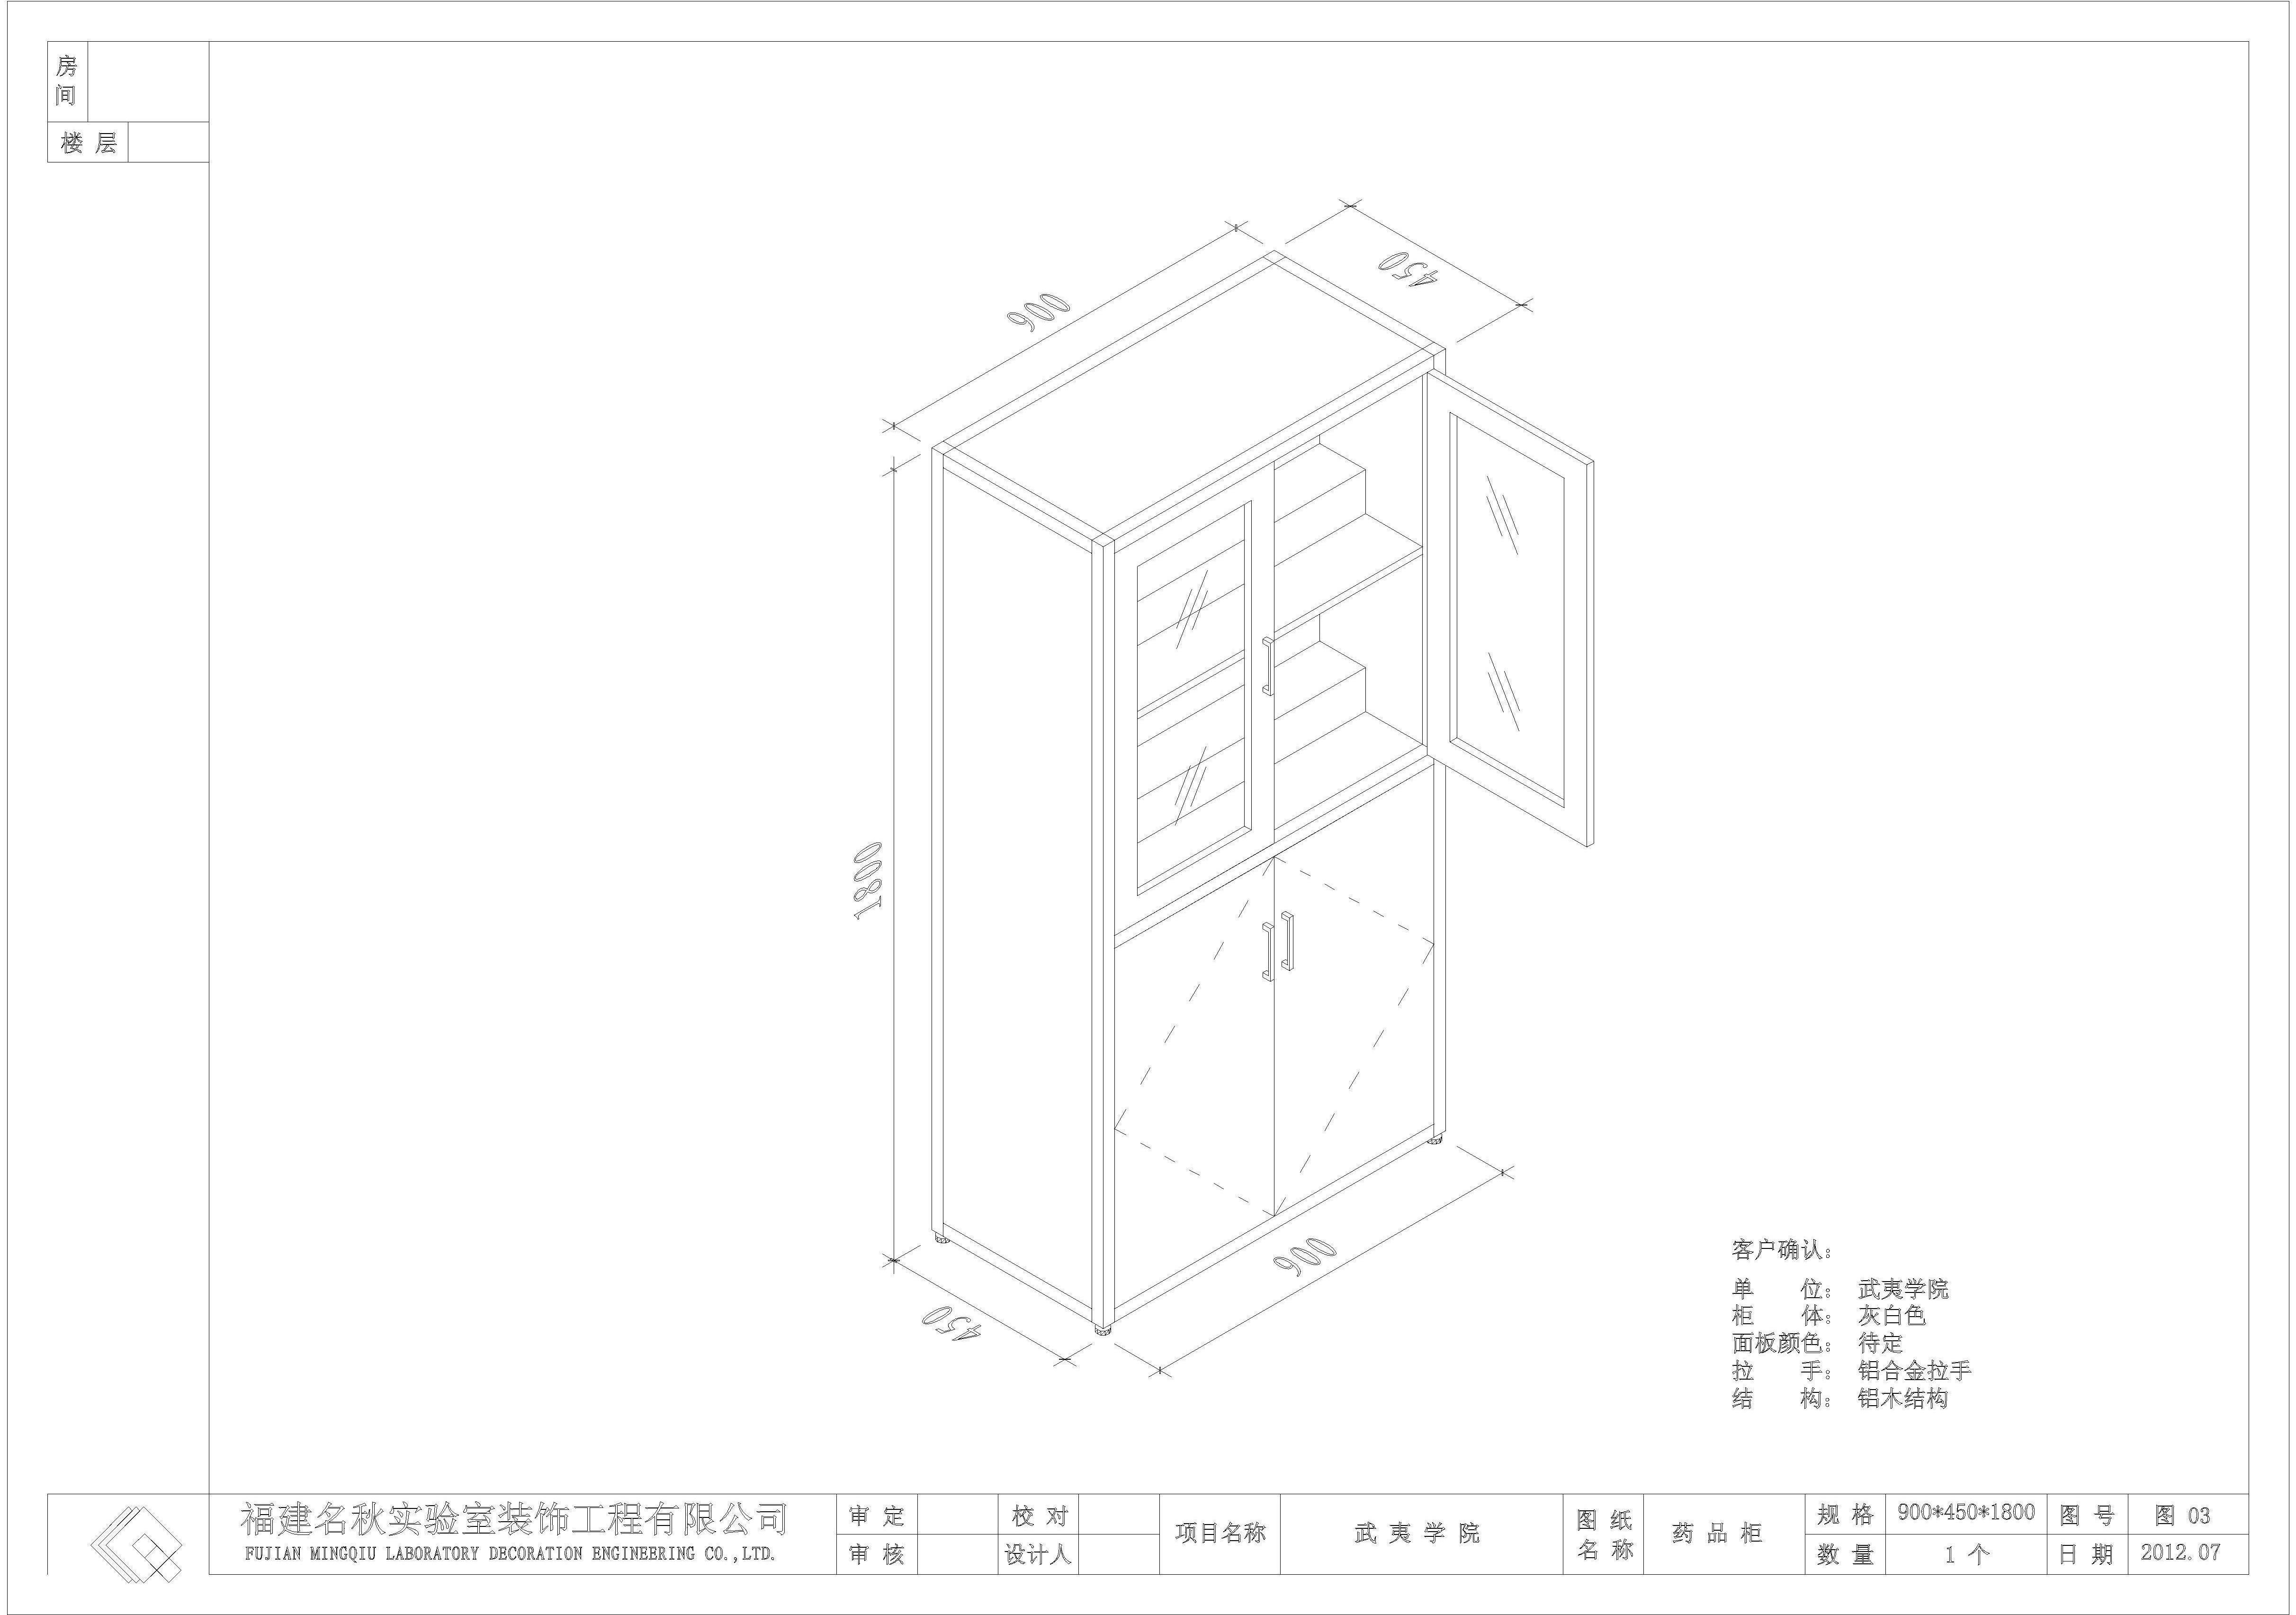 房
间
楼 层
450
900
1800
900
450
客户确认：
单 位： 武夷学院
柜 体： 灰白色
面板颜色： 待定
拉 手： 铝合金拉手
结 构： 铝木结构
福建名秋实验室装饰工程有限公司
FUJIAN MINGQIU LABORATORY DECORATION ENGINEERING CO.,LTD.
审 定
校 对
审 核
设计人
项目名称
武 夷 学 院
图 纸
名 称
药 品 柜
规 格
900*450*1800
图 号
图 03
数 量
1 个
日 期
2012.07